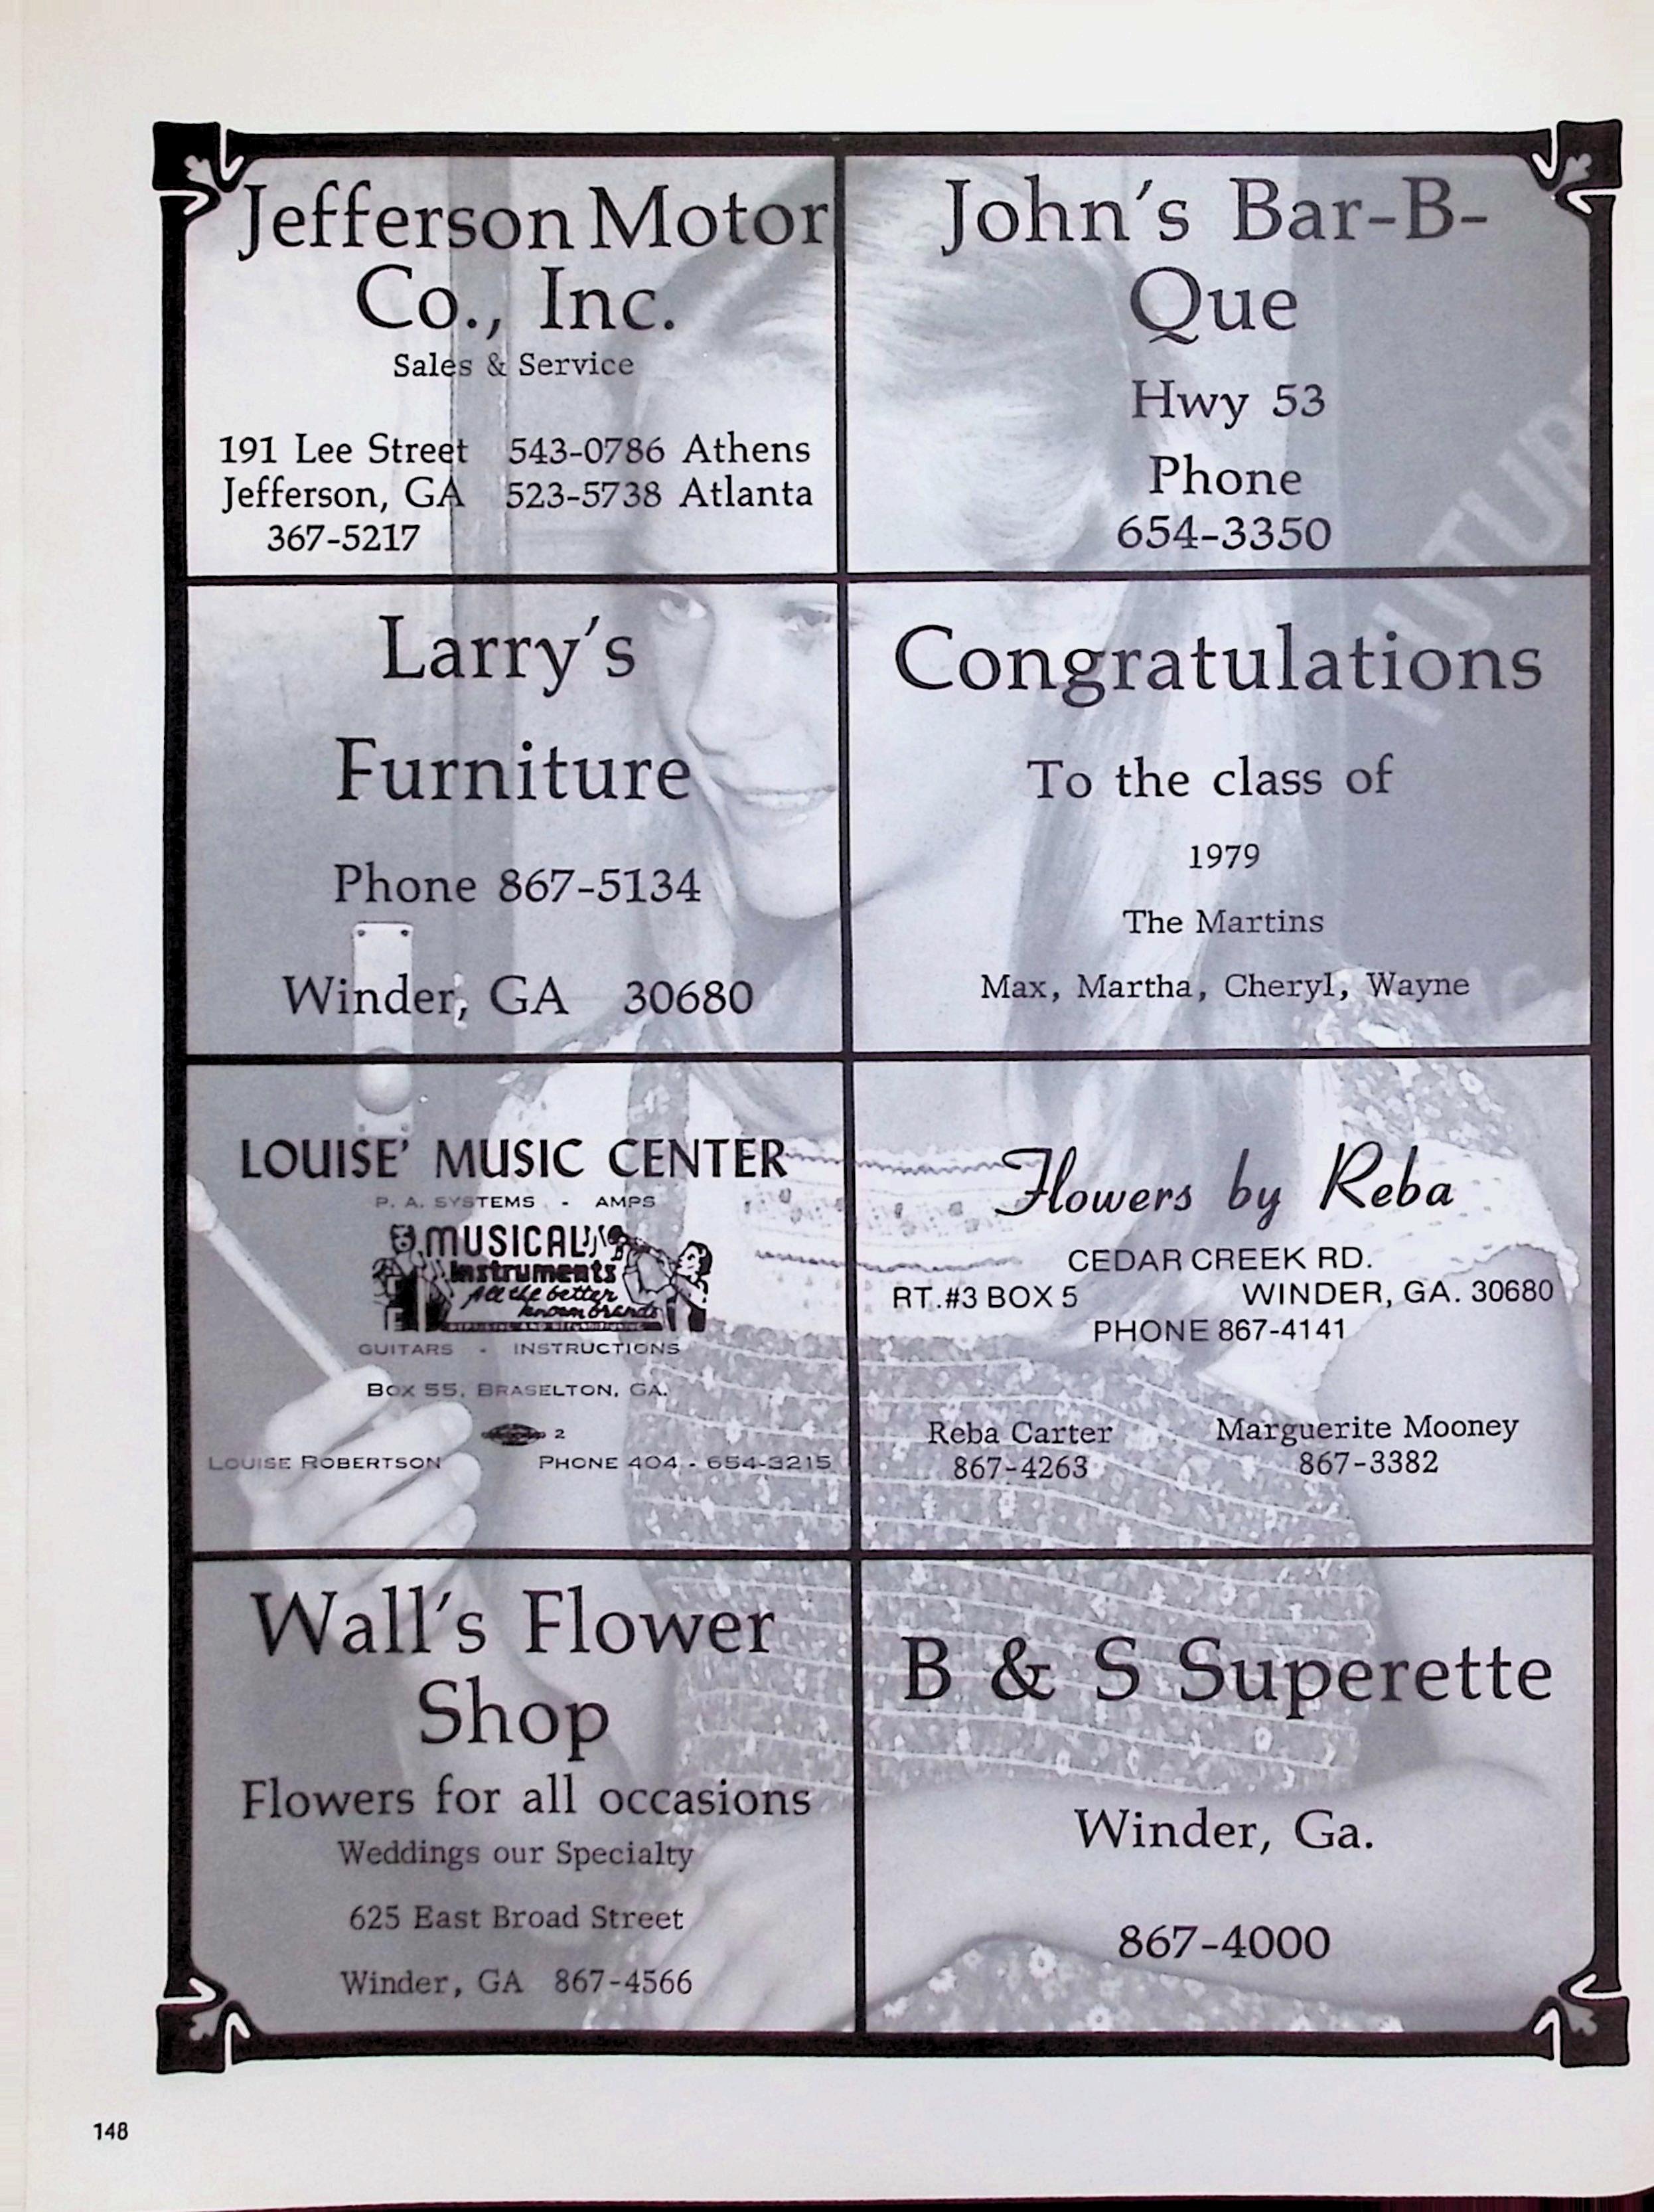 Jefferson Motor
Co., Inc.
Sales & Service
191 Lee Street 543-0786 Athens
Jefferson, GA 523-5738 Atlanta
367-5217
John's Bar-B-
Que
Hwy 53
Phone
654-3350
Larry's
Furniture
Phone 867-5134
Winder, GA 30680
Congratulations
To the class of
1979
The Martins
Max, Martha, Cheryl, Wayne
LOUISE' MUSIC CENTER
P. A. SYSTEMS - AMPS
MUSICAL
Instruments
All the better
known brands
GUITARS - INSTRUCTIONS
BOX 55, BRASELTON, GA.
2
LOUISE ROBERTSON PHONE 404 - 654-3215
Flowers by Reba
CEDAR CREEK RD.
RT.#3 BOX 5 WINDER, GA. 30680
PHONE 867-4141
Reba Carter Marguerite Mooney
867-4263 867-3382
Wall's Flower
Shop
Flowers for all occasions
Weddings our Specialty
625 East Broad Street
Winder, GA 867-4566
B & S Superette
Winder, Ga.
867-4000
148